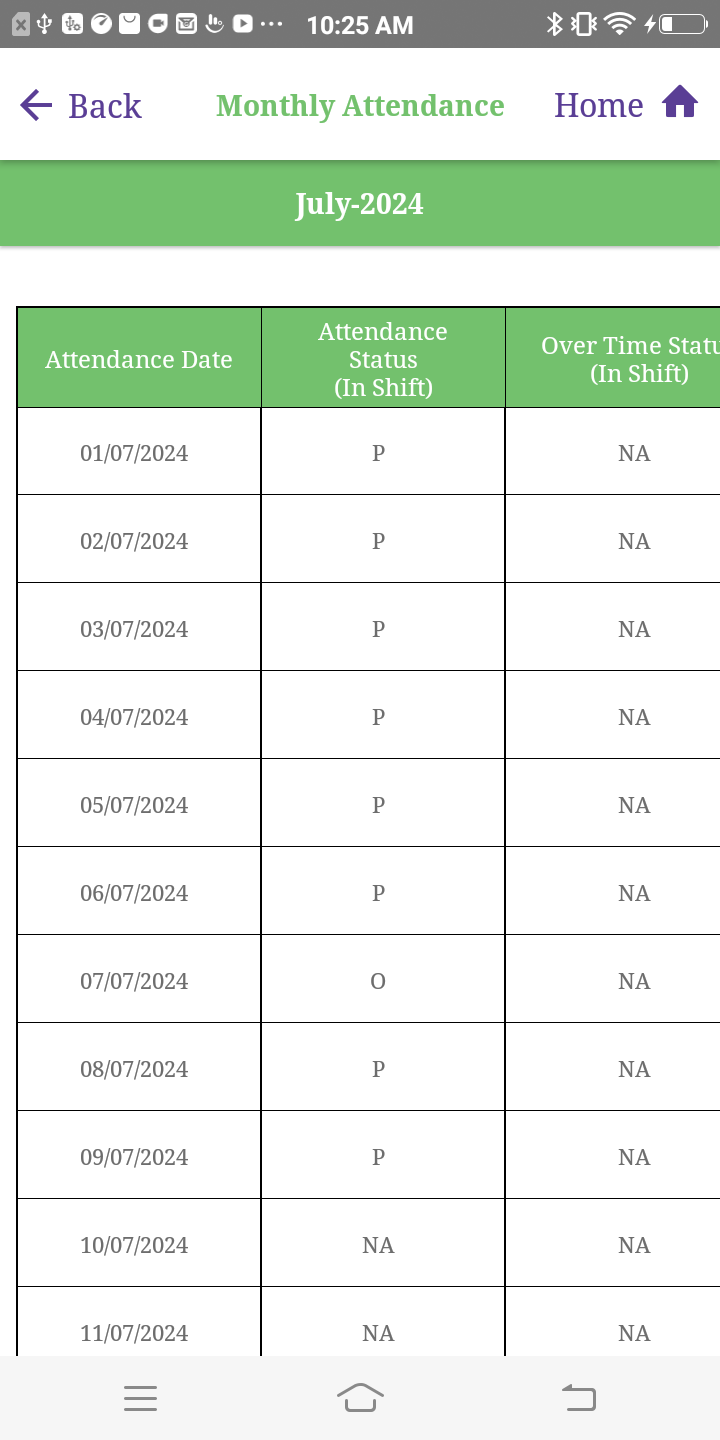 10:25 AM
Back Monthly Attendance Home
July-2024
Attendance Date
Attendance
Status
(In Shift)
Over Time Statu
(In Shift)
01/07/2024 P NA
02/07/2024 P NA
03/07/2024 P NA
04/07/2024 P NA
05/07/2024 P NA
06/07/2024 P NA
07/07/2024 O NA
08/07/2024 P NA
09/07/2024 P NA
10/07/2024 NA NA
11/07/2024 NA NA